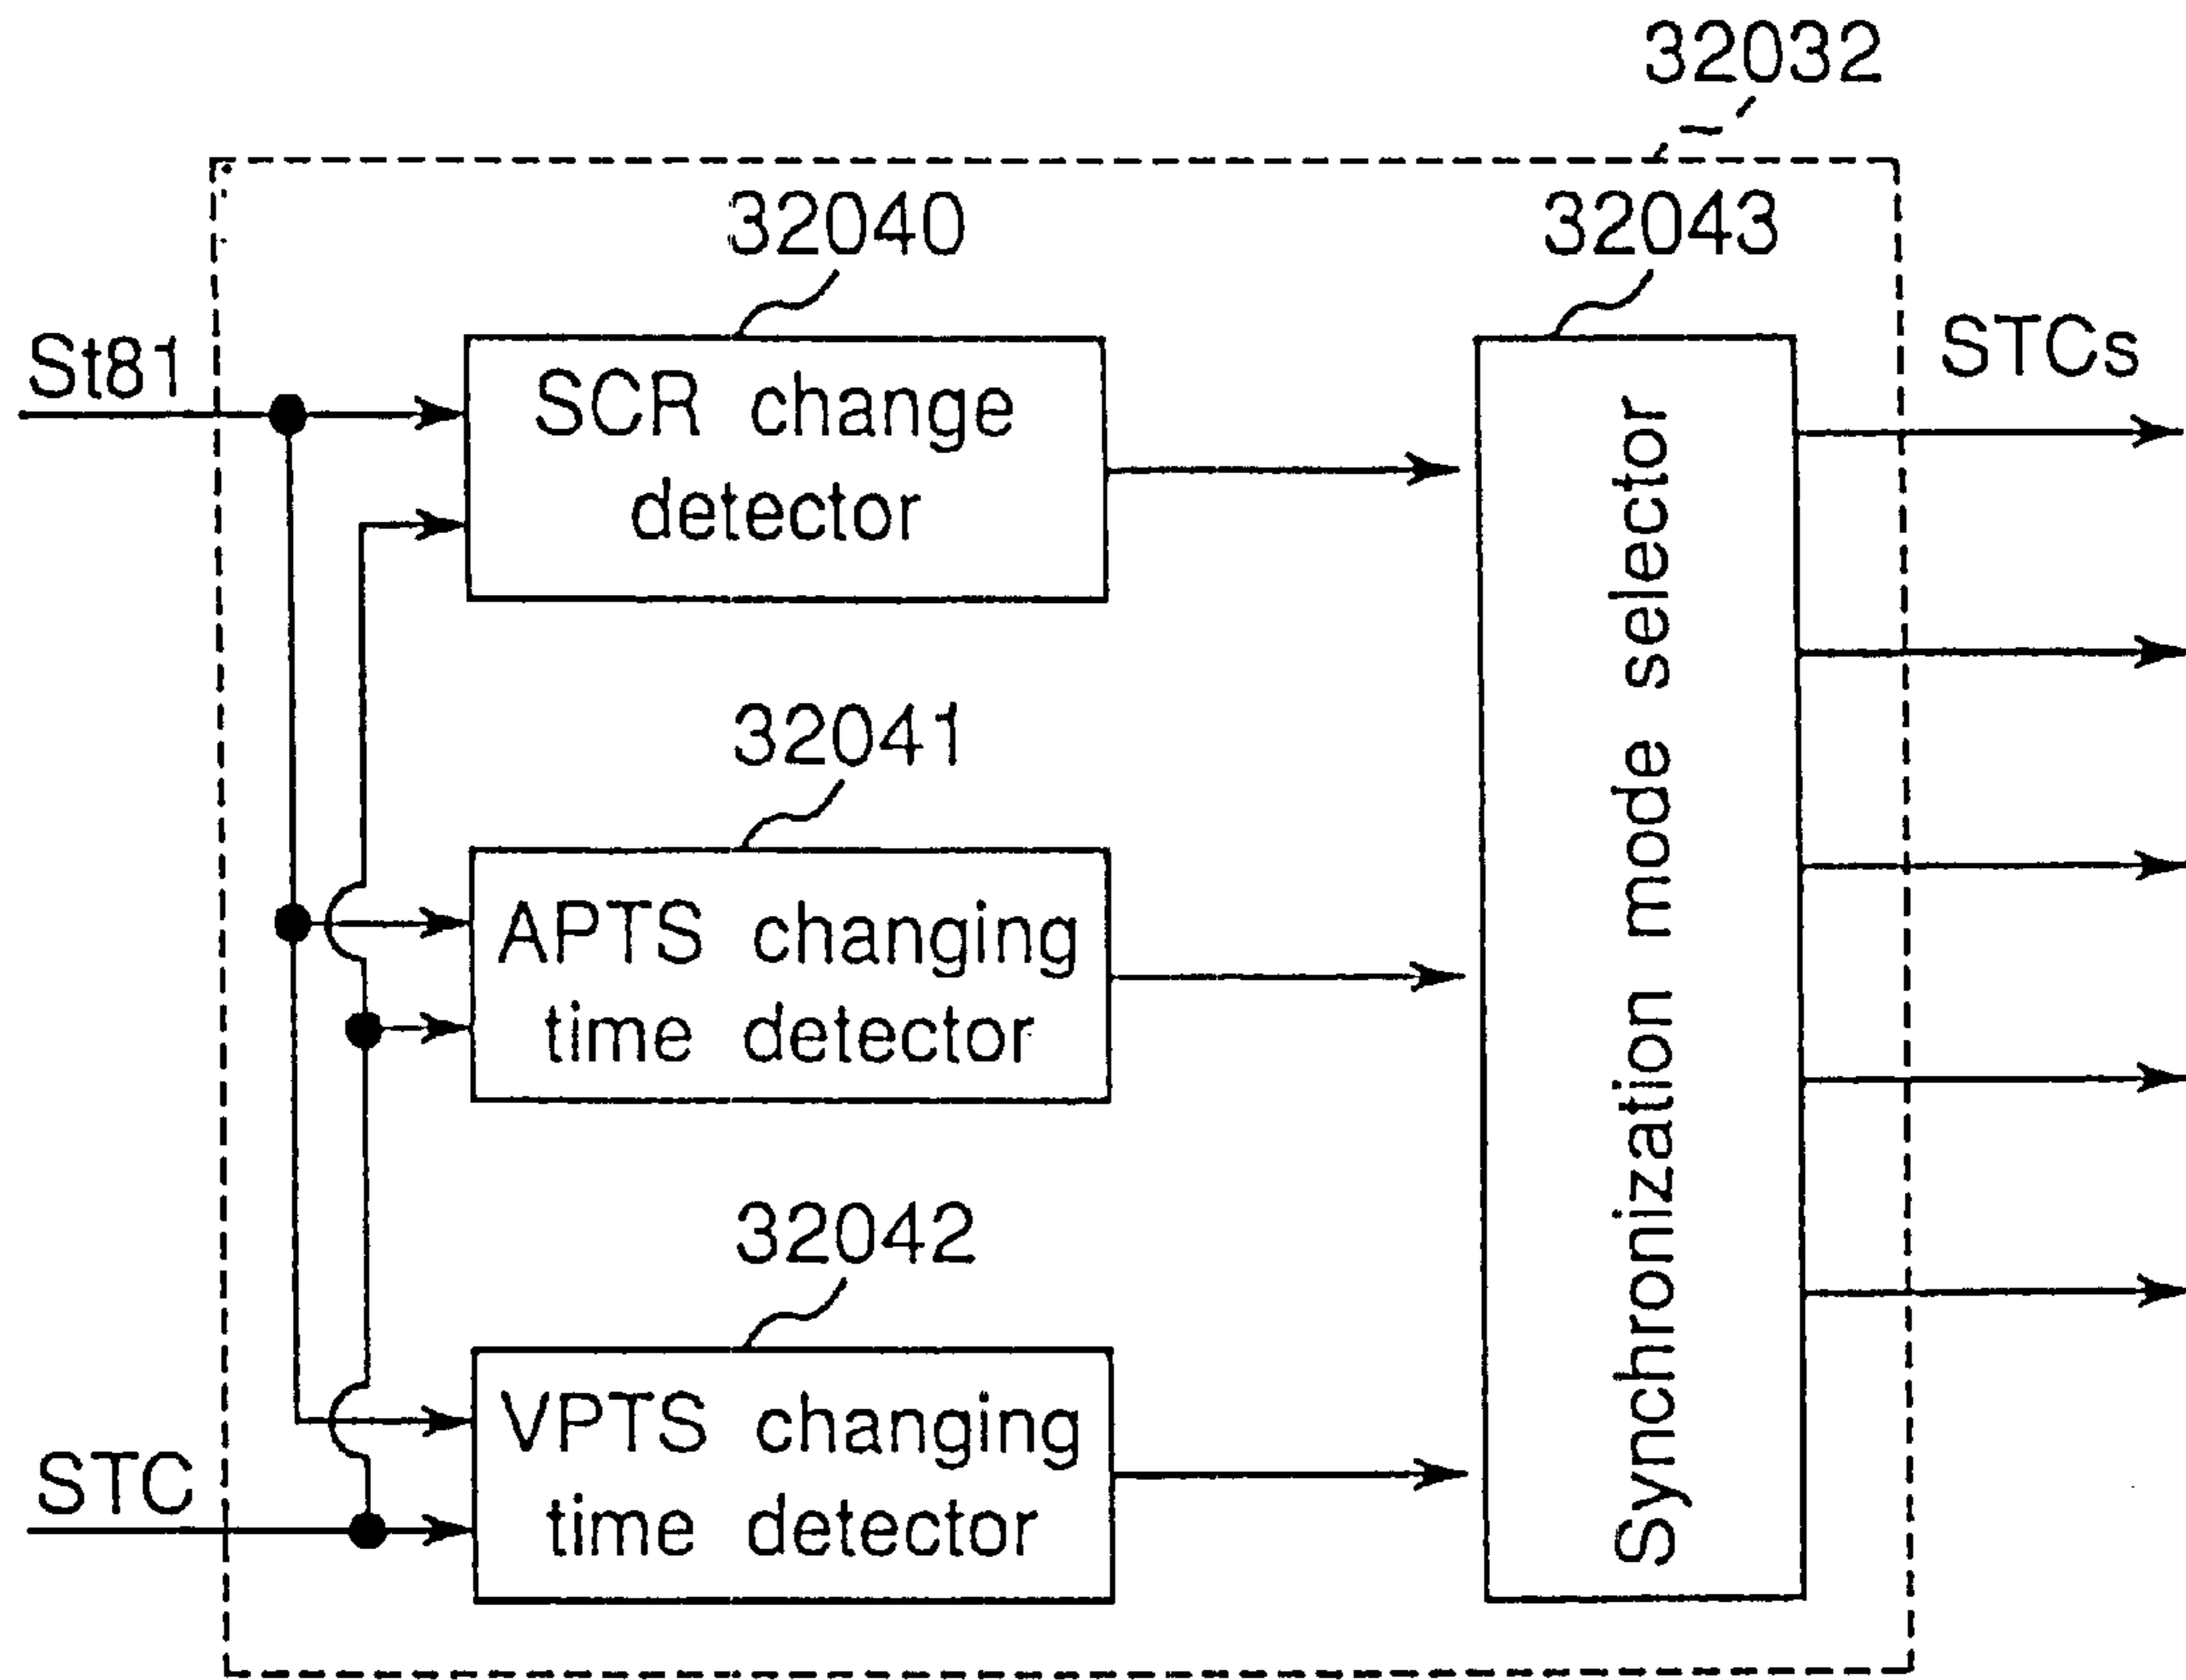 32032
32040
32043
St81
SCR change
detector
STCs
32041
APTS changing
time detector
Synchronization mode selector
32042
VPTS changing
time detector
STC